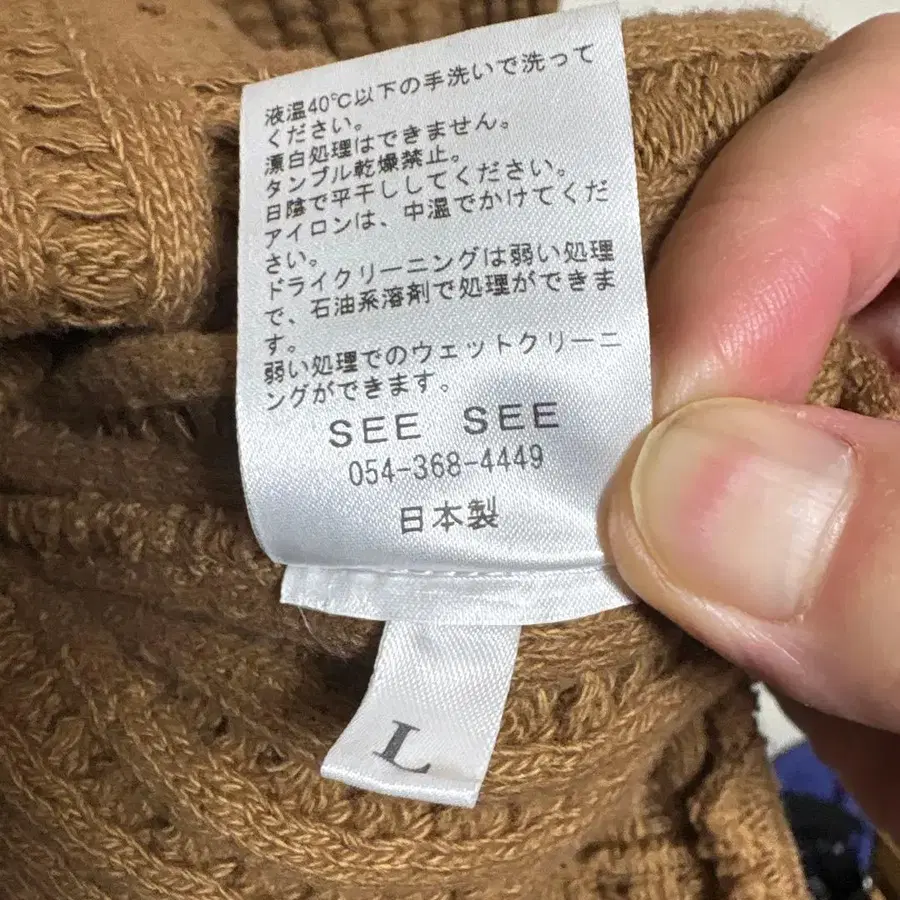 液温40℃以下の手洗いで洗って
ください。
漂白処理はできません。
タンブル乾燥禁止。
日陰で平干ししてください。
アイロンは、中温でかけてくだ
さい。
ドライクリーニングは弱い処理
で、石油系溶剤で処理ができま
す。
弱い処理でのウェットクリーニ
ングができます。
SEE SEE
054-368-4449
日本製
L